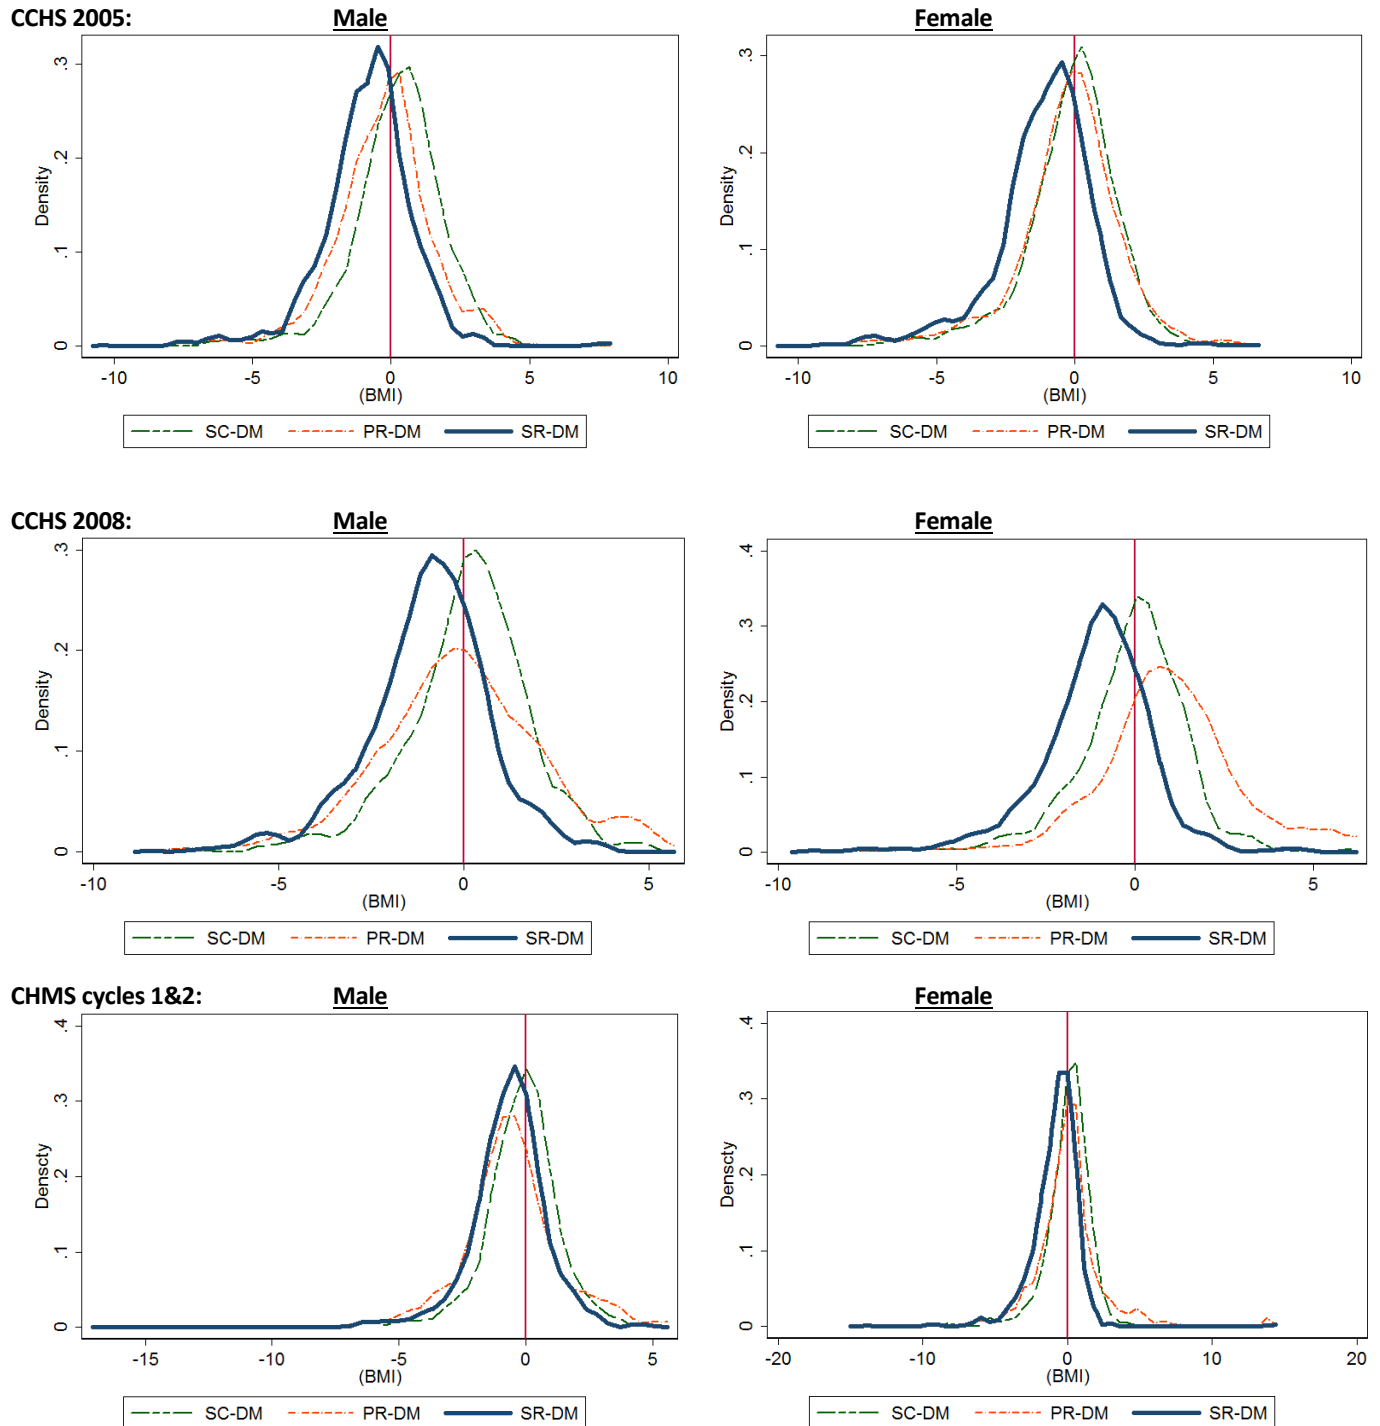 CCHS 2005:
Male
Female
Density
0 .1 .2 .3
-10 -5 0 5 10
(BMI)
SC-DM PR-DM SR-DM
Density
0 .1 .2 .3
-10 -5 0 5 10
(BMI)
SC-DM PR-DM SR-DM
CCHS 2008:
Male
Female
Density
0 .1 .2 .3
-10 -5 0 5
(BMI)
SC-DM PR-DM SR-DM
Density
0 .1 .2 .3 .4
-10 -5 0 5
(BMI)
SC-DM PR-DM SR-DM
CHMS cycles 1&2:
Male
Female
Density
0 .1 .2 .3 .4
-15 -10 -5 0 5
(BMI)
SC-DM PR-DM SR-DM
Denscty
0 .1 .2 .3 .4
-20 -10 0 10 20
(BMI)
SC-DM PR-DM SR-DM